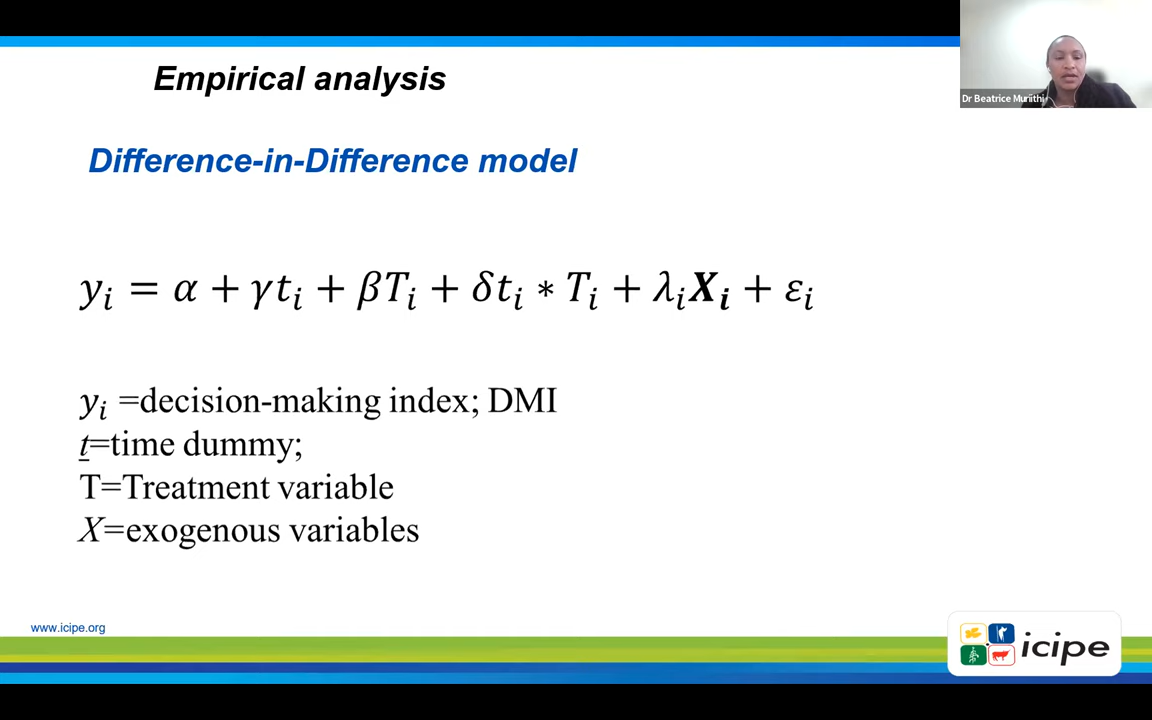 Empirical analysis
Dr Beatrice Muriithi
Difference-in-Difference model
𝑦ᵢ = 𝛼 + 𝛾𝑡ᵢ + 𝛽𝑇ᵢ + 𝛿𝑡ᵢ ∗ 𝑇ᵢ + 𝜆ᵢ𝑿ᵢ + 𝜀ᵢ
𝑦ᵢ =decision-making index; DMI
t=time dummy;
T=Treatment variable
X=exogenous variables
www.icipe.org
icipe